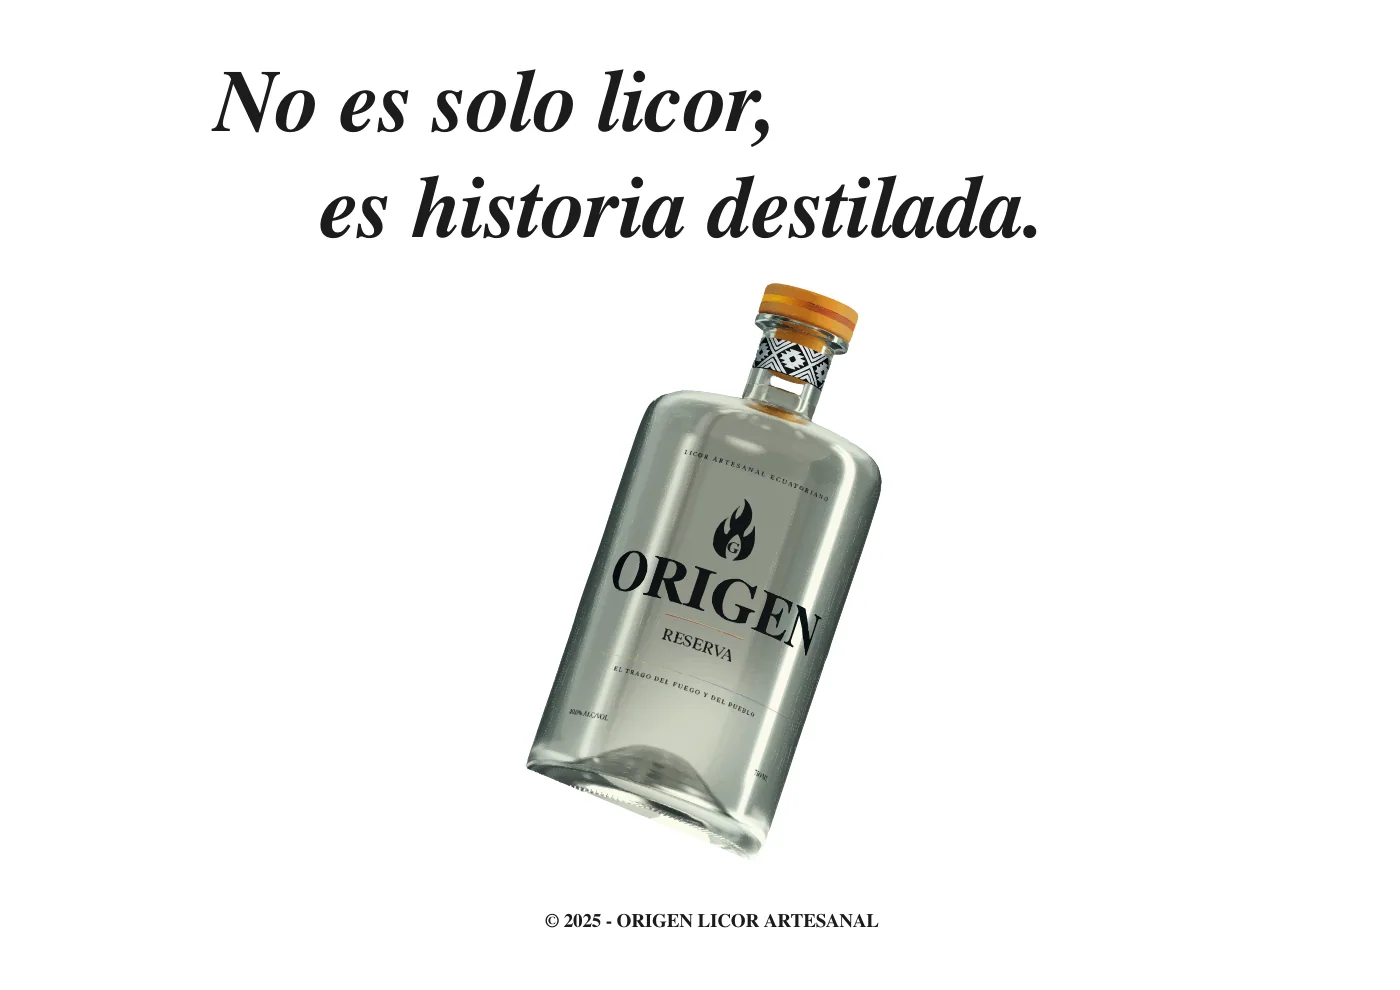 No es solo licor,
es historia destilada.
LICOR ARTESANAL ECUATORIANO
G
ORIGEN
RESERVA
EL TRAGO DEL FUEGO Y DEL PUEBLO
© 2025 - ORIGEN LICOR ARTESANAL